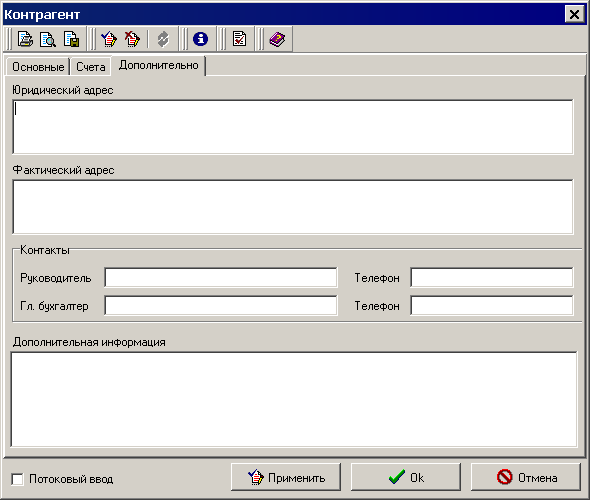 Контрагент
Основные Счета Дополнительно
Юридический адрес
Фактический адрес
Контакты
Руководитель Телефон
Гл. бухгалтер Телефон
Дополнительная информация
Потоковый ввод Применить Ok Отмена